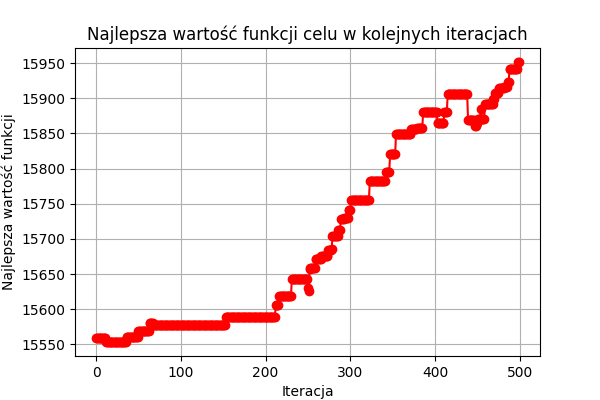 Najlepsza wartość funkcji celu w kolejnych iteracjach
Najlepsza wartość funkcji
15950
15900
15850
15800
15750
15700
15650
15600
15550
0 100 200 300 400 500
Iteracja